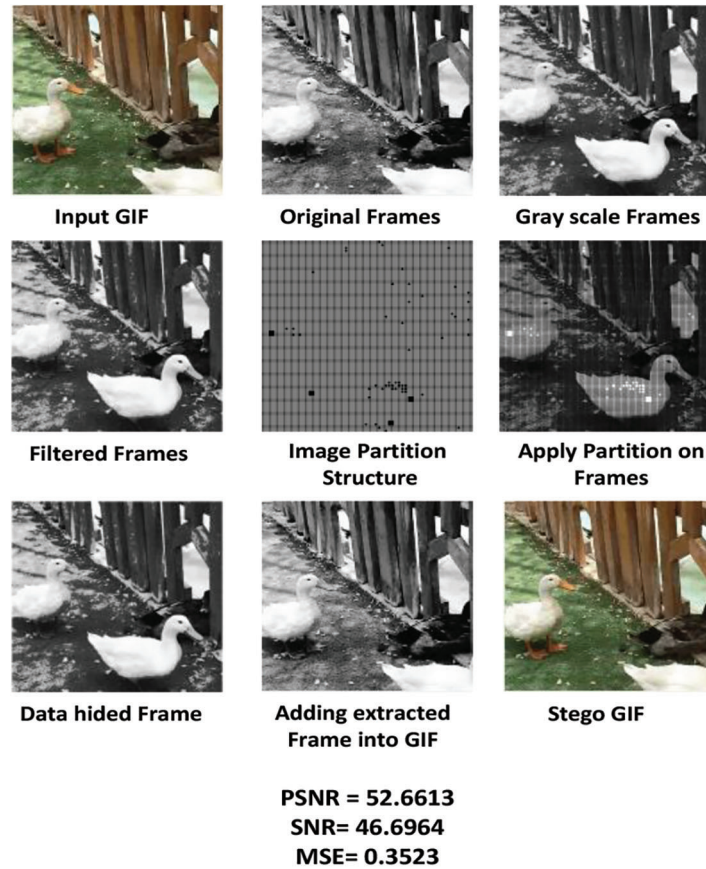 Input GIF
Original Frames
Gray scale Frames
Filtered Frames
Image Partition
Structure
Apply Partition on
Frames
Data hided Frame
Adding extracted
Frame into GIF
Stego GIF
PSNR = 52.6613
SNR= 46.6964
MSE= 0.3523